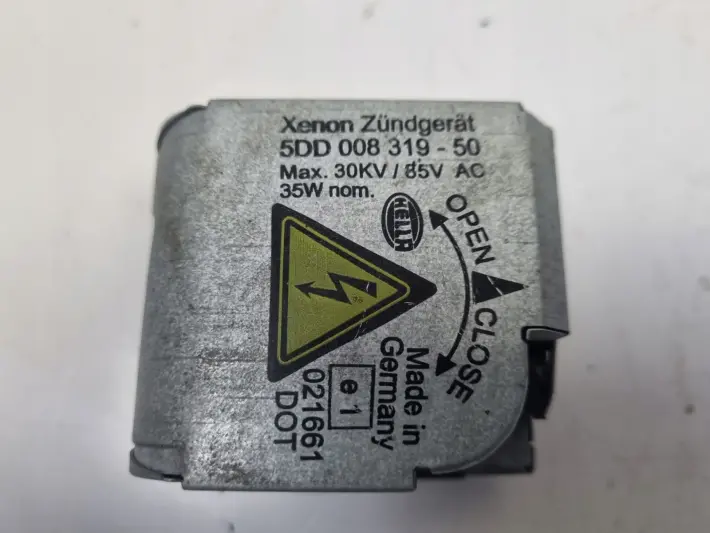 Xenon Zündgerät
5DD 008 319 - 50
Max. 30KV / 85V AC
35W nom.
HELLA
OPEN
CLOSE
Made in
Germany
e 1
021661
DOT